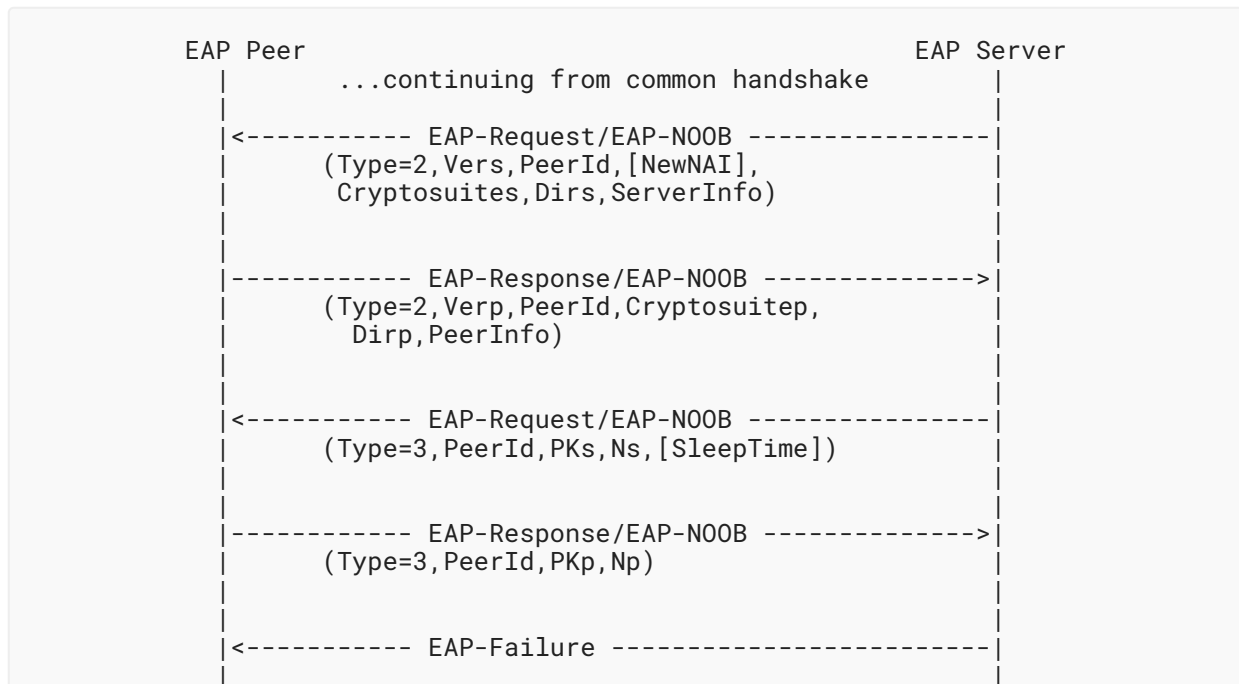 EAP Peer EAP Server
| ...continuing from common handshake |
| |
|<----------- EAP-Request/EAP-NOOB ----------------|
| (Type=2,Vers,PeerId,[NewNAI], |
| Cryptosuites,Dirs,ServerInfo) |
| |
| |
|------------ EAP-Response/EAP-NOOB -------------->|
| (Type=2,Verp,PeerId,Cryptosuitep, |
| Dirp,PeerInfo) |
| |
| |
|<----------- EAP-Request/EAP-NOOB ----------------|
| (Type=3,PeerId,PKs,Ns,[SleepTime]) |
| |
| |
|------------ EAP-Response/EAP-NOOB -------------->|
| (Type=3,PeerId,PKp,Np) |
| |
| |
|<----------- EAP-Failure -------------------------|
| |